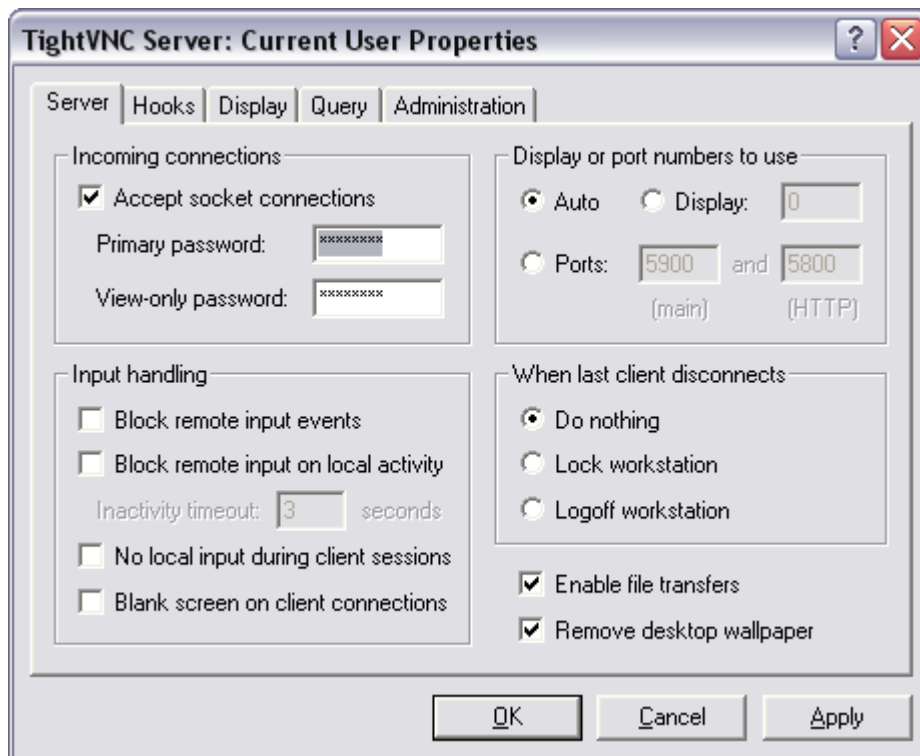 TightVNC Server: Current User Properties
Server Hooks Display Query Administration
Incoming connections
Accept socket connections
Primary password: ********
View-only password: ********
Display or port numbers to use
Auto Display: 0
Ports: 5900 and 5800
(main) (HTTP)
Input handling
Block remote input events
Block remote input on local activity
Inactivity timeout: 3 seconds
No local input during client sessions
Blank screen on client connections
When last client disconnects
Do nothing
Lock workstation
Logoff workstation
Enable file transfers
Remove desktop wallpaper
OK Cancel Apply